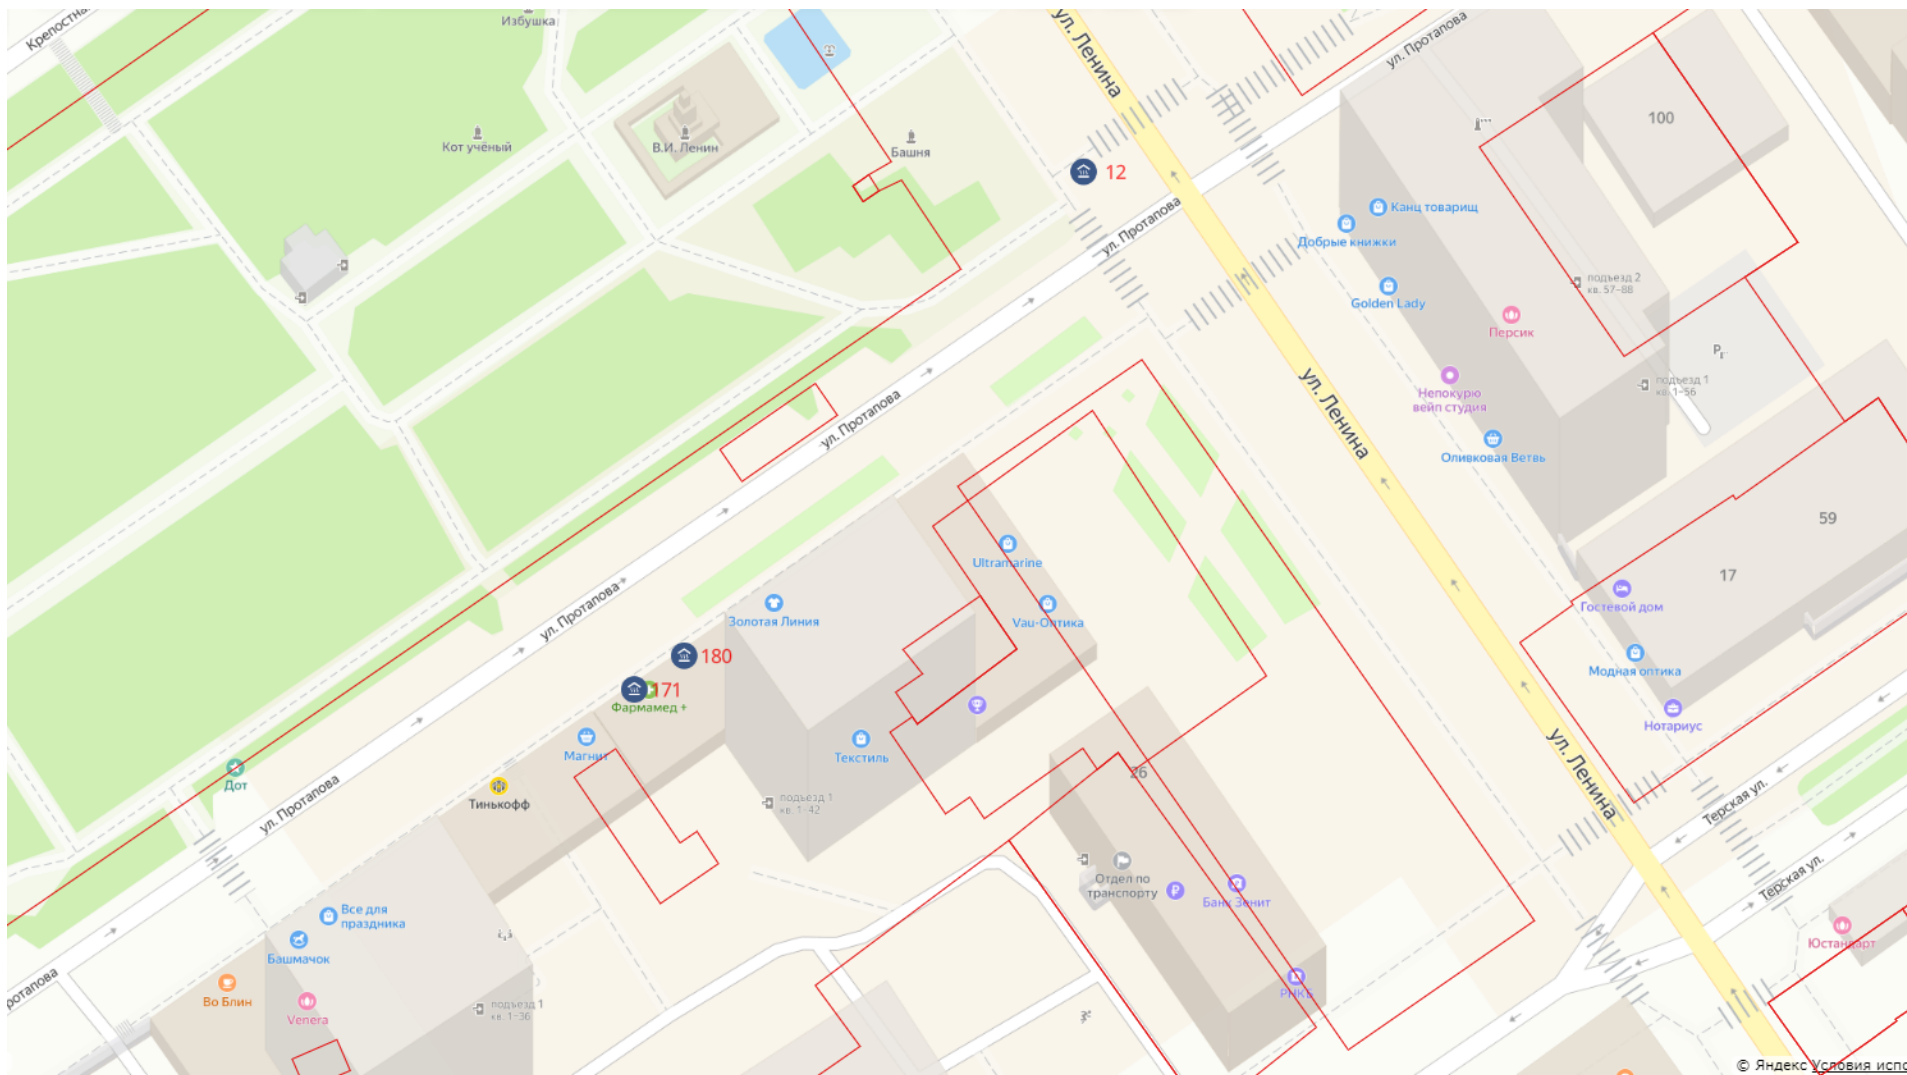 Избушка
Крепостна
ул. Ленина
ул. Протапова
Кот учёный
В.И. Ленин
Башня
12
100
Канц товарищ
Добрые книжки
ул. Протапова
Golden Lady
подъезд 2
кв. 57-88
Персик
P
подъезд 1
кв. 1-56
Непокурю
вейп студия
ул. Ленина
ул. Протапова
Оливковая Ветвь
59
17
Ultramarine
Гостевой дом
Золотая Линия
Vau-Оптика
ул. Протапова
180
171
Фармамед +
Модная оптика
Нотариус
Магнит
Текстиль
26
ул. Ленина
Дот
Тинькофф
подъезд 1
кв. 1-42
ул. Протапова
Терская ул.
Отдел по
транспорту
Банк Зенит
Терская ул.
Все для
праздника
Башмачок
Юстандарт
ротапова
Во Блин
Venera
подъезд 1
кв. 1-36
РНКБ
© Яндекс Условия испо